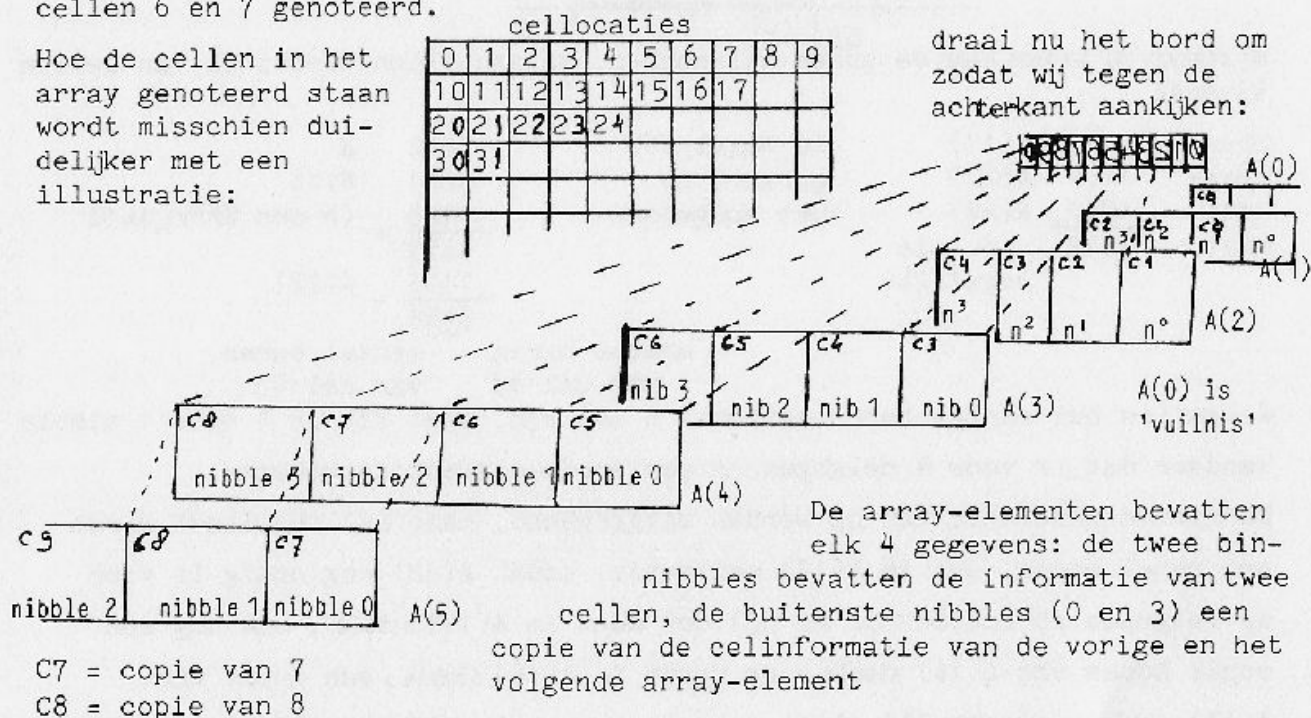 cellen 6 en 7 genoteerd.
Hoe de cellen in het
array genoteerd staan
wordt misschien dui-
delijker met een
illustratie:
cellocaties
0 1 2 3 4 5 6 7 8 9
10 11 12 13 14 15 16 17
20 21 22 23 24
30 31
draai nu het bord om
zodat wij tegen de
achterkant aankijken:
A(0)
n³ n² n¹ n°
A(1)
C4 C3 C2 C1
n³ n² n¹ n°
A(2)
C6 C5 C4 C3
nib 3 nib 2 nib 1 nib 0 A(3)
A(0) is
'vuilnis'
C8 C7 C6 C5
nibble nibble 2 nibble 1 nibble 0 A(4)
C9 C8 C7
nibble 2 nibble 1 nibble 0 A(5)
De array-elementen bevatten
elk 4 gegevens: de twee bin-
nibbles bevatten de informatie van twee
cellen, de buitenste nibbles (0 en 3) een
copie van de celinformatie van de vorige en het
volgende array-element
C7 = copie van 7
C8 = copie van 8